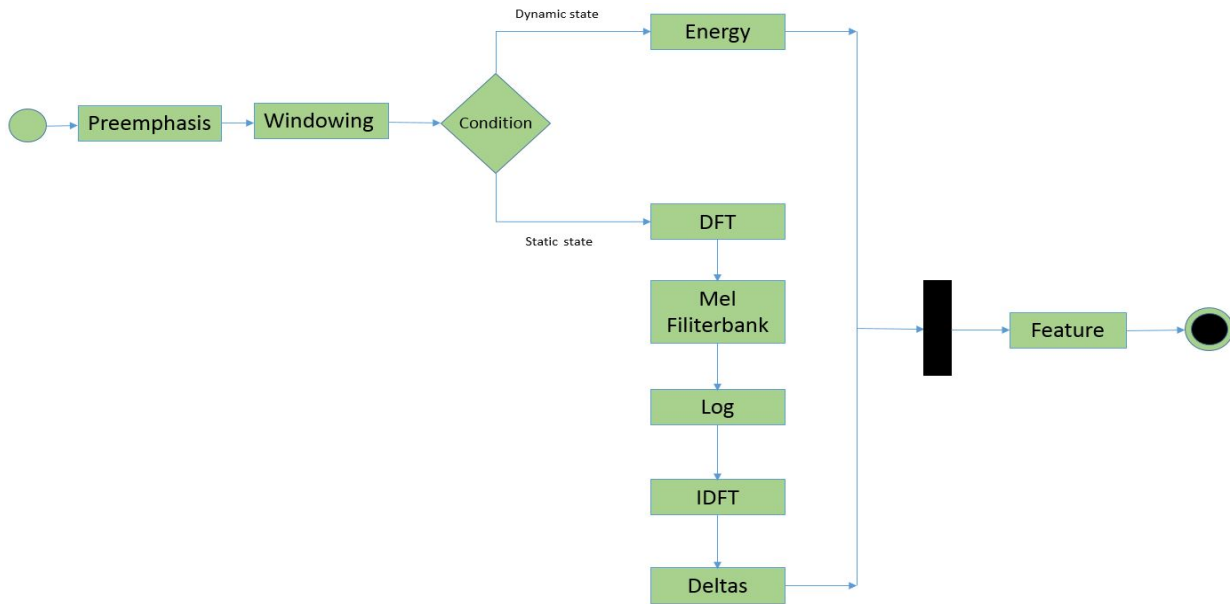 Dynamic state
Energy
Preemphasis
Windowing
Condition
Static state
DFT
Mel
Filiterbank
Log
IDFT
Deltas
Feature